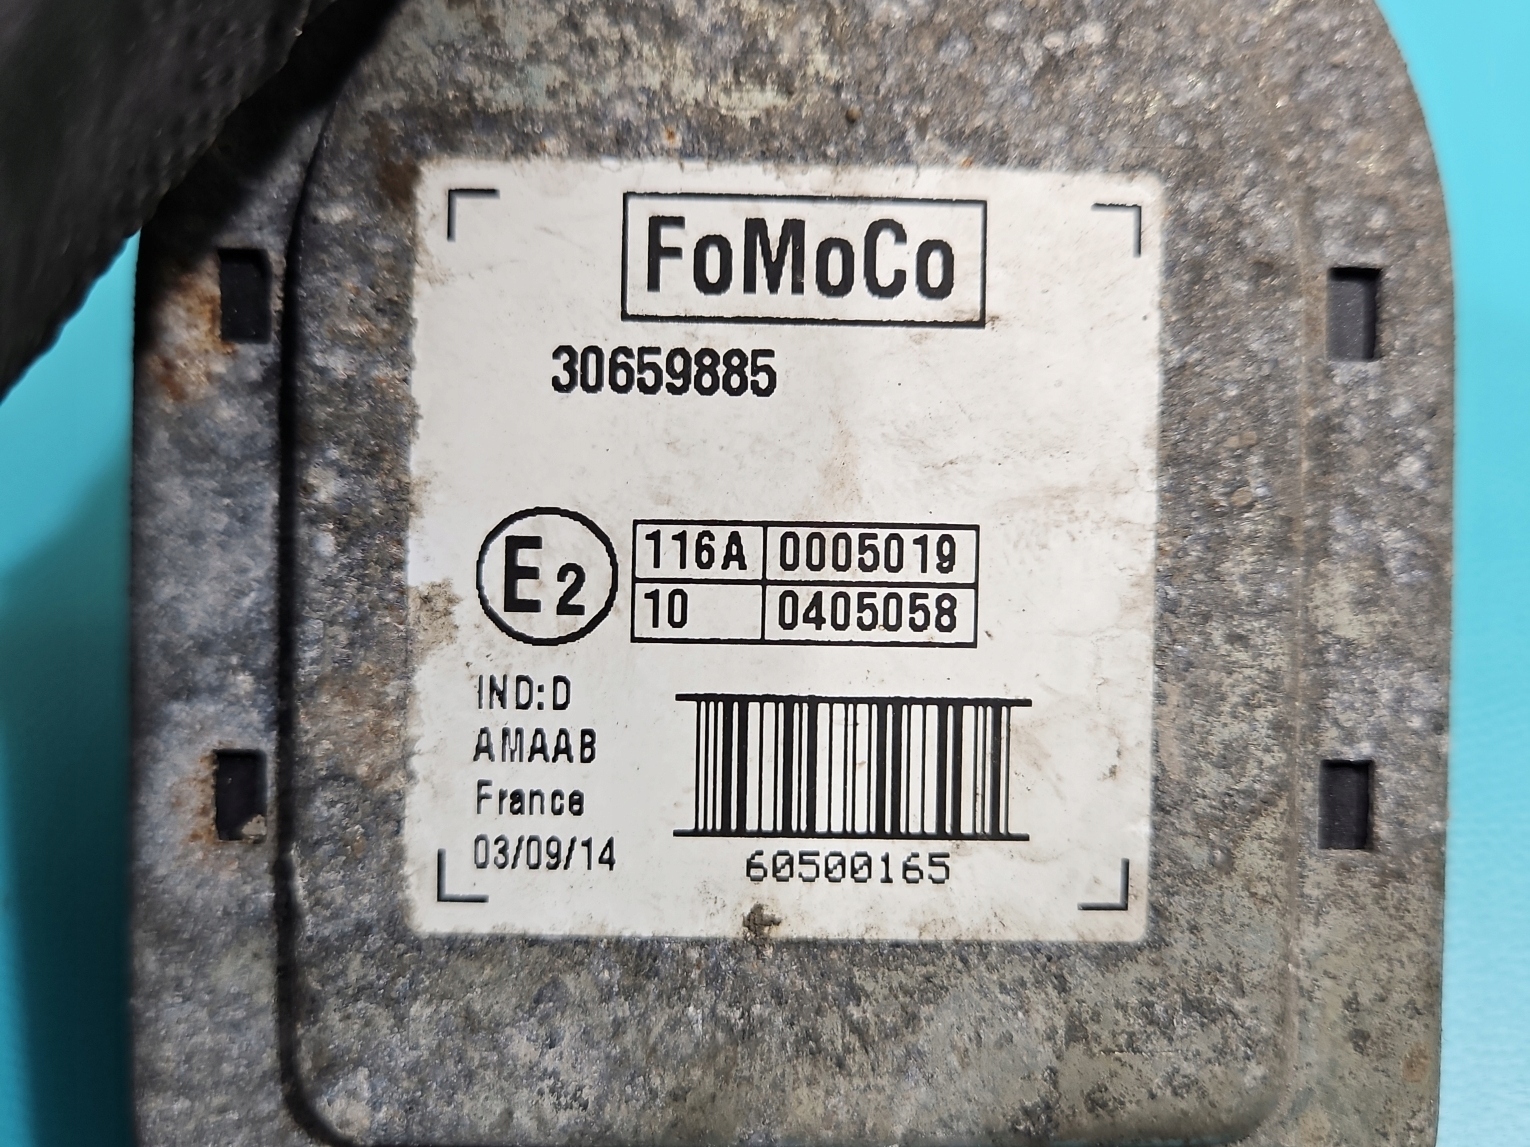 FoMoCo
30659885
E2
116A 0005019
10 0405058
IND:D
AMAAB
France
03/09/14
60500165